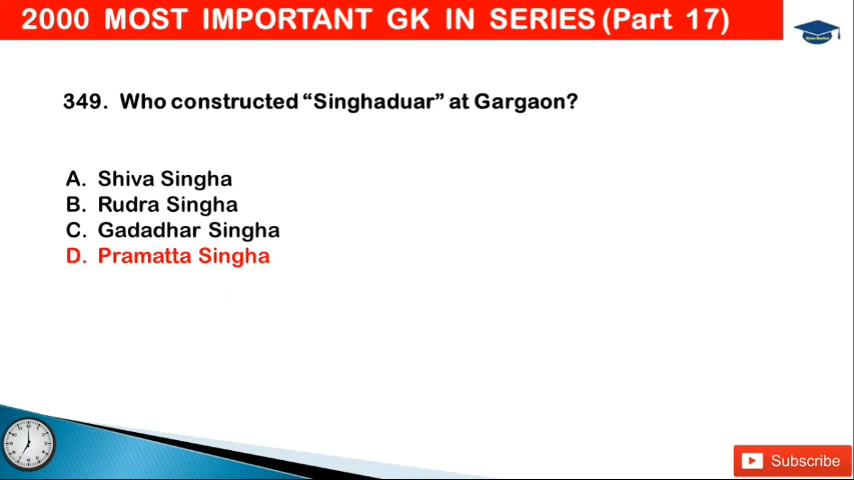 2000 MOST IMPORTANT GK IN SERIES (Part 17)
349. Who constructed “Singhaduar” at Gargaon?
A. Shiva Singha
B. Rudra Singha
C. Gadadhar Singha
D. Pramatta Singha
Subscribe